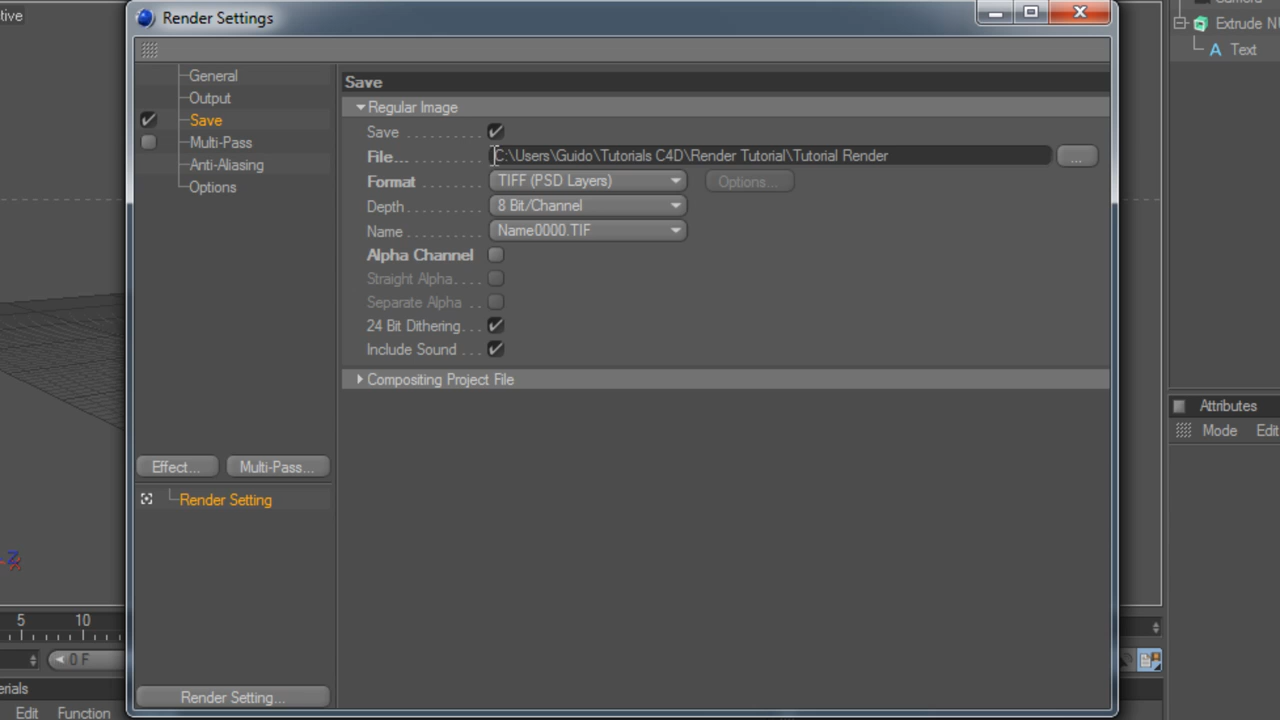 tive
Render Settings
Camera
Extrude NU
Text
General
Output
Save
Multi-Pass
Anti-Aliasing
Options
Save
Regular Image
Save
File...
C:\Users\Guido\Tutorials C4D\Render Tutorial\Tutorial Render
...
Format
TIFF (PSD Layers)
Options...
Depth
8 Bit/Channel
Name
Name0000.TIF
Alpha Channel
Straight Alpha
Separate Alpha
24 Bit Dithering
Include Sound
Compositing Project File
Effect...
Multi-Pass...
Render Setting
Render Setting...
Attributes
Mode Edit
Z
5 10
0 F
erials
Edit Function